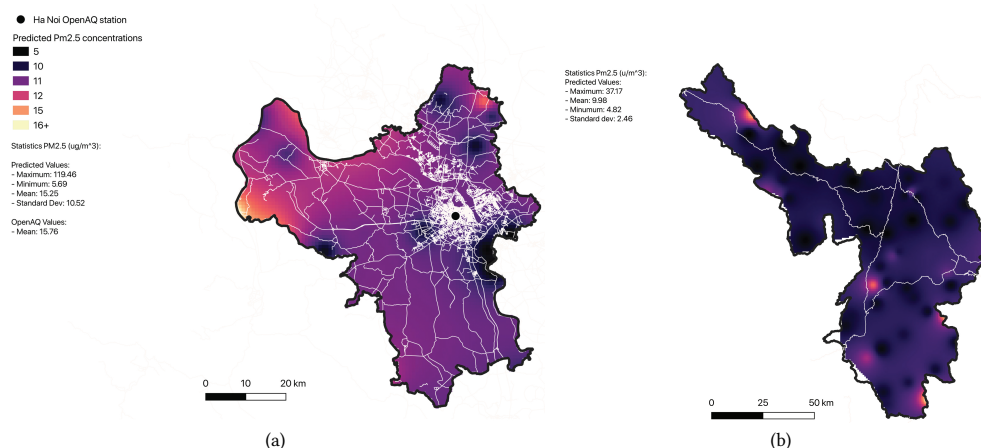 Ha Noi OpenAQ station
Predicted Pm2.5 concentrations
5
10
11
12
15
16+
Statistics PM2.5 (ug/m^3):
Predicted Values:
- Maximum: 119.46
- Minimum: 5.69
- Mean: 15.25
- Standard Dev: 10.52
OpenAQ Values:
- Mean: 15.76
0 10 20 km
(a)
Statistics Pm2.5 (u/m^3):
Predicted Values:
- Maximum: 37.17
- Mean: 9.98
- Minumum: 4.82
- Standard dev: 2.46
0 25 50 km
(b)